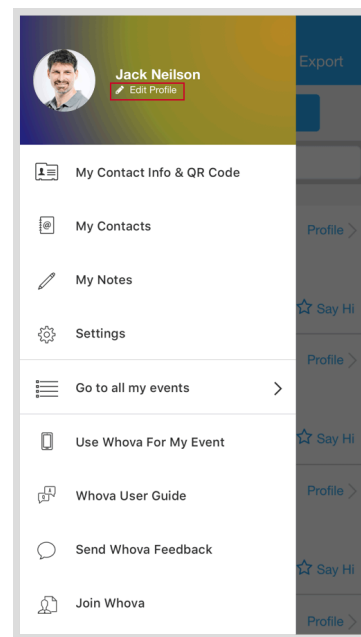 Jack Neilson
Edit Profile
Export
My Contact Info & QR Code
My Contacts
Profile
My Notes
Say Hi
Settings
Profile
Go to all my events
Use Whova For My Event
Say Hi
Whova User Guide
Profile
Send Whova Feedback
Say Hi
Join Whova
Profile